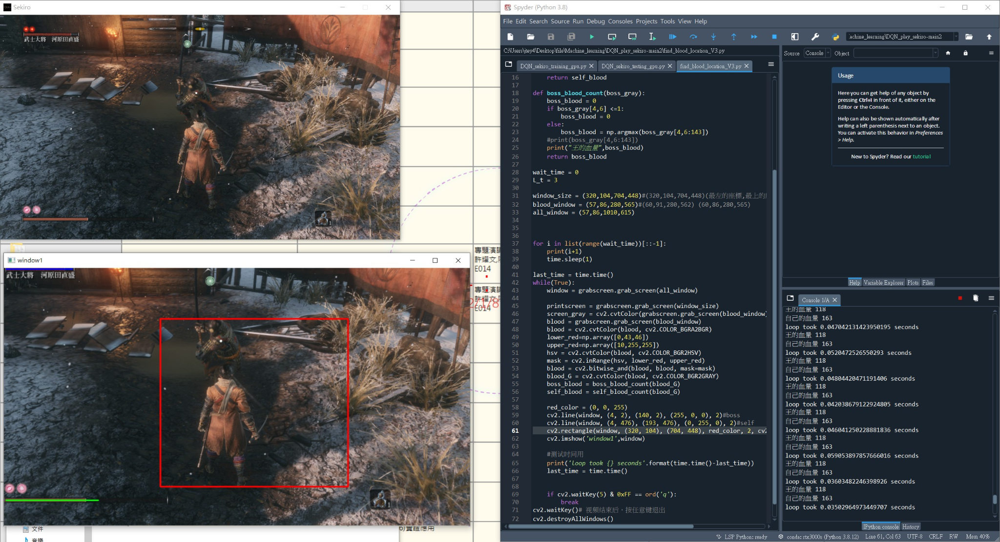 Sekiro
武士大將 河原田直盛
1
window1
武士大將 河原田直盛
1
專題演
許耀文,
E014
專題演
許耀文
E014
文件
音樂
6)實證應用
Spyder (Python 3.8)
File Edit Search Source Run Debug Consoles Projects Tools View Help
achine_learning\DQN_play_sekiro-main2
C:\Users\jtey4\Desktop\file\Machine_learning\DQN_play_sekiro-main2\find_blood_location_V3.py
DQN_sekiro_training_gpu.py
DQN_sekiro_testing_gpu.py
find_blood_location_V3.py
16 return self_blood
17
18 def boss_blood_count(boss_gray):
19 boss_blood = 0
20 if boss_gray[4,6] <=1:
21 boss_blood = 0
22 else:
23 boss_blood = np.argmax(boss_gray[4,6:143])
24 #print(boss_gray[4,6:143])
25 print("王的血量",boss_blood)
26 return boss_blood
27
28 wait_time = 0
29 L_t = 3
30
31 window_size = (320,104,704,448)#(320,104,704,448)(最左的座標,最上的
32 blood_window = (57,86,280,565)#(60,91,280,562) (60,86,280,565)
33 all_window = (57,86,1010,615)
34
35
36
37 for i in list(range(wait_time))[::-1]:
38 print(i+1)
39 time.sleep(1)
40
41 last_time = time.time()
42 while(True):
43 window = grabscreen.grab_screen(all_window)
44
45 printscreen = grabscreen.grab_screen(window_size)
46 screen_gray = cv2.cvtColor(grabscreen.grab_screen(blood_window)
47 blood = grabscreen.grab_screen(blood_window)
48 blood = cv2.cvtColor(blood, cv2.COLOR_BGRA2BGR)
49 lower_red=np.array([0,43,46])
50 upper_red=np.array([10,255,255])
51 hsv = cv2.cvtColor(blood, cv2.COLOR_BGR2HSV)
52 mask = cv2.inRange(hsv, lower_red, upper_red)
53 blood = cv2.bitwise_and(blood, blood, mask=mask)
54 blood_G = cv2.cvtColor(blood, cv2.COLOR_BGR2GRAY)
55 boss_blood = boss_blood_count(blood_G)
56 self_blood = self_blood_count(blood_G)
57
58 red_color = (0, 0, 255)
59 cv2.line(window, (4, 2), (140, 2), (255, 0, 0), 2)#boss
60 cv2.line(window, (4, 476), (193, 476), (0, 255, 0), 2)#self
61 cv2.rectangle(window, (320, 104), (704, 448), red_color, 2, cv2
62 cv2.imshow('window1',window)
63
64 #测试时间用
65 print('loop took {} seconds'.format(time.time()-last_time))
66 last_time = time.time()
67
68
69 if cv2.waitKey(5) & 0xFF == ord('q'):
70 break
71 cv2.waitKey()# 视频结束后，按任意键退出
72 cv2.destroyAllWindows()
Source Console Object
Usage
Here you can get help of any object by
pressing Ctrl+I in front of it, either on the
Editor or the Console.
Help can also be shown automatically after
writing a left parenthesis next to an object.
You can activate this behavior in Preferences
> Help.
New to Spyder? Read our tutorial
Help Variable Explorer Plots Files
Console 1/A
王的血量 118
自己的血量 163
loop took 0.047042131423950195 seconds
王的血量 118
自己的血量 163
loop took 0.0520472526550293 seconds
王的血量 118
自己的血量 163
loop took 0.04804420471191406 seconds
王的血量 118
自己的血量 163
loop took 0.042038679122924805 seconds
王的血量 118
自己的血量 163
loop took 0.046041250228881836 seconds
王的血量 118
自己的血量 163
loop took 0.059053897857666016 seconds
王的血量 118
自己的血量 163
loop took 0.03603482246398926 seconds
王的血量 118
自己的血量 163
loop took 0.03502964973449707 seconds
IPython console History
LSP Python: ready conda: rtx3000s (Python 3.8.12) Line 61, Col 63 UTF-8 CRLF RW Mem 40%